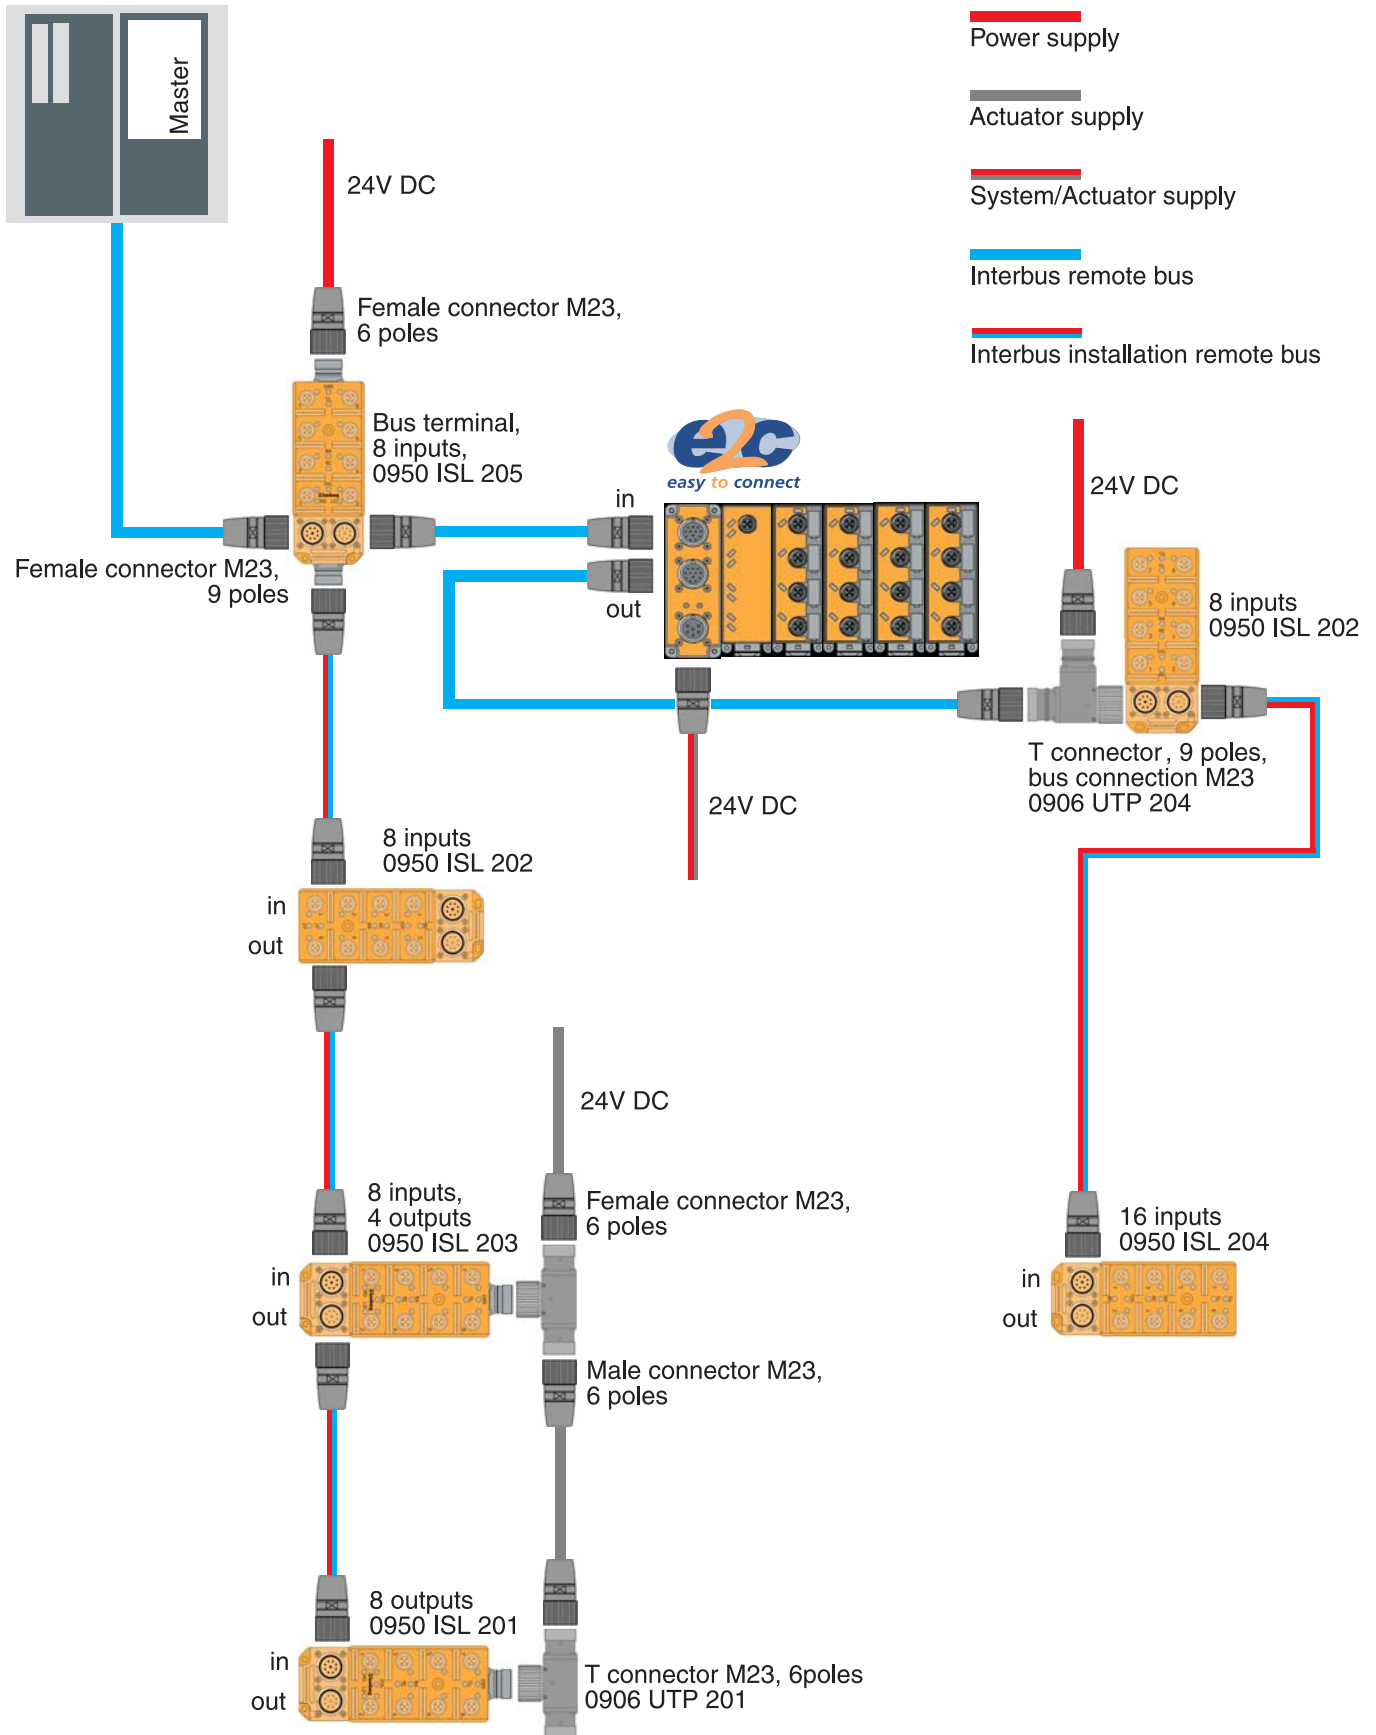 Master
Power supply
Actuator supply
System/Actuator supply
Interbus remote bus
Interbus installation remote bus
24V DC
Female connector M23,
6 poles
Bus terminal,
8 inputs,
0950 ISL 205
e2c
easy to connect
in
out
Female connector M23,
9 poles
24V DC
8 inputs
0950 ISL 202
T connector, 9 poles,
bus connection M23
0906 UTP 204
24V DC
8 inputs
0950 ISL 202
in
out
24V DC
8 inputs,
4 outputs
0950 ISL 203
Female connector M23,
6 poles
in
out
16 inputs
0950 ISL 204
in
out
Male connector M23,
6 poles
8 outputs
0950 ISL 201
in
out
T connector M23, 6poles
0906 UTP 201